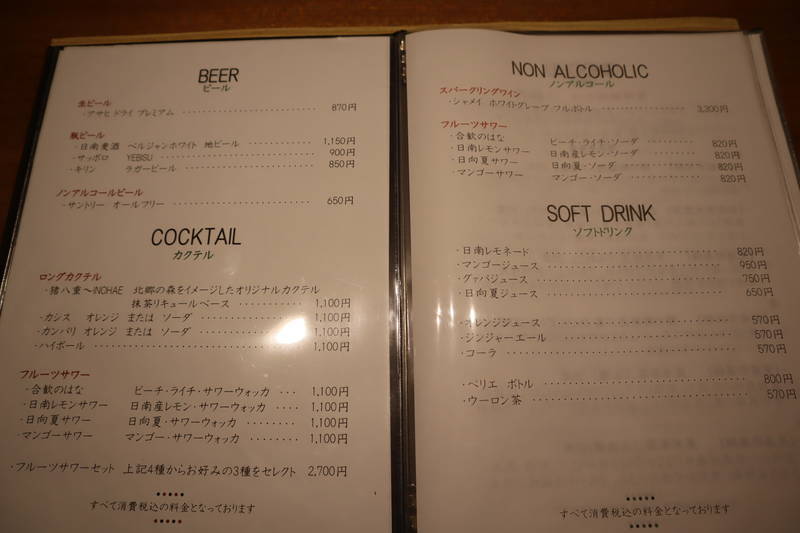 BEER
ビール
生ビール
・アサヒ ドライ プレミアム ‥‥‥‥‥‥‥‥‥‥ 870円
瓶ビール
・日南麦酒 ベルジャンホワイト 地ビール ‥‥‥‥‥ 1,150円
・サッポロ YEBISU ‥‥‥‥‥‥‥‥‥‥ 900円
・キリン ラガービール ‥‥‥‥‥‥‥‥‥‥ 850円
ノンアルコールビール
・サントリー オールフリー ‥‥‥‥‥‥‥‥‥‥ 650円
COCKTAIL
カクテル
ロングカクテル
・猪八重〜INOHAE 北郷の森をイメージしたオリジナルカクテル
抹茶リキュールベース ‥‥‥‥‥ 1,100円
・カシス オレンジ または ソーダ ‥‥‥‥‥‥‥ 1,100円
・カンパリ オレンジ または ソーダ ‥‥‥‥‥‥‥ 1,100円
・ハイボール ‥‥‥‥‥‥‥‥‥‥‥‥‥ 1,100円
フルーツサワー
・合歓のはな ピーチ・ライチ・サワーウォッカ ‥‥ 1,100円
・日南レモンサワー 日南産レモン・サワーウォッカ ‥‥ 1,100円
・日向夏サワー 日向夏・サワーウォッカ ‥‥‥‥ 1,100円
・マンゴーサワー マンゴー・サワーウォッカ ‥‥‥‥ 1,100円
・フルーツサワーセット 上記4種からお好みの3種をセレクト 2,700円
すべて消費税込の料金となっております
NON ALCOHOLIC
ノンアルコール
スパークリングワイン
・シャメイ ホワイトグレープ フルボトル ‥‥‥‥‥‥‥ 3,300円
フルーツサワー
・合歓のはな ピーチ・ライチ・ソーダ ‥‥‥‥‥ 820円
・日南レモンサワー 日南産レモン・ソーダ ‥‥‥‥‥ 820円
・日向夏サワー 日向夏・ソーダ ‥‥‥‥‥‥‥ 820円
・マンゴーサワー マンゴー・ソーダ ‥‥‥‥‥‥‥ 820円
SOFT DRINK
ソフトドリンク
・日南レモネード ‥‥‥‥‥‥‥‥‥‥‥‥ 820円
・マンゴージュース ‥‥‥‥‥‥‥‥‥‥‥‥ 950円
・グァバジュース ‥‥‥‥‥‥‥‥‥‥‥‥ 750円
・日向夏ジュース ‥‥‥‥‥‥‥‥‥‥‥‥ 650円
・オレンジジュース ‥‥‥‥‥‥‥‥‥‥‥‥ 570円
・ジンジャーエール ‥‥‥‥‥‥‥‥‥‥‥‥ 570円
・コーラ ‥‥‥‥‥‥‥‥‥‥‥‥‥‥ 570円
・ペリエ ボトル ‥‥‥‥‥‥‥‥‥‥‥‥ 800円
・ウーロン茶 ‥‥‥‥‥‥‥‥‥‥‥‥‥ 570円
すべて消費税込の料金となっております